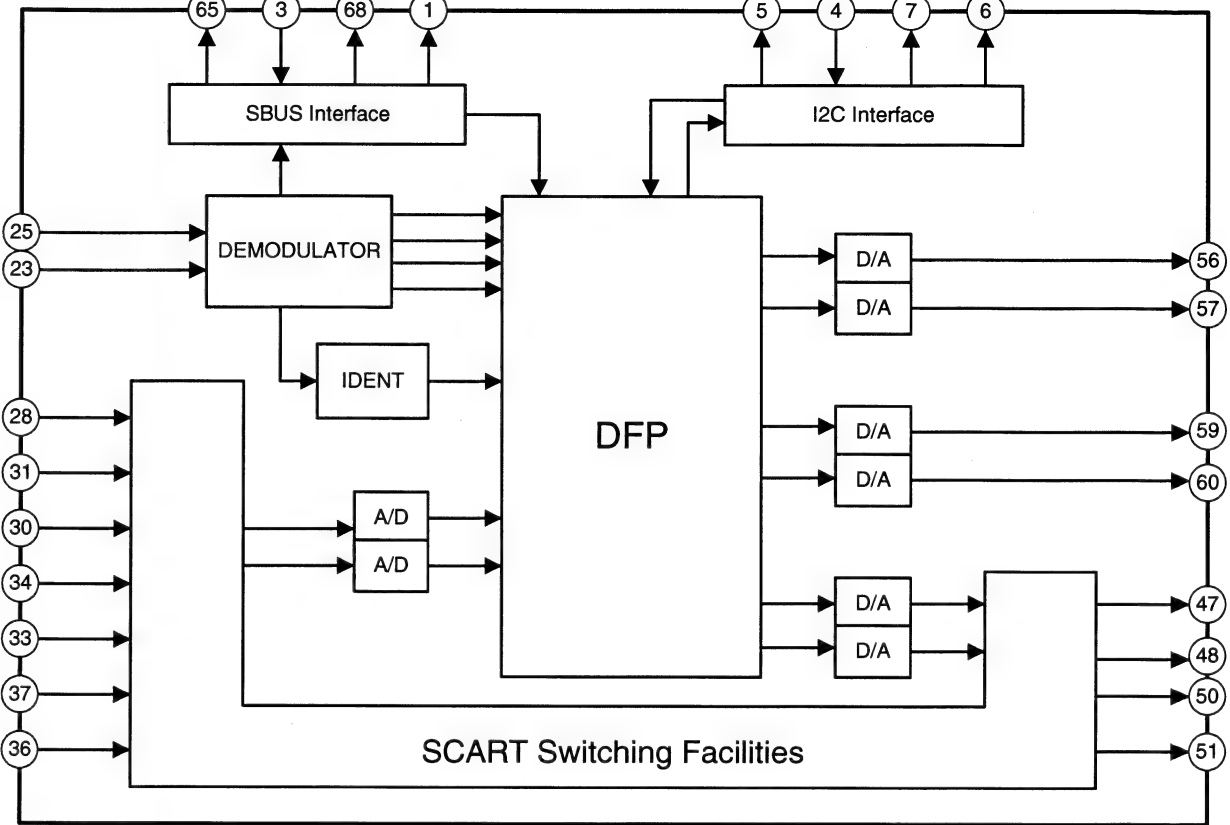 65 3 68 1 5 4 7 6
SBUS Interface
I2C Interface
25
23
DEMODULATOR
IDENT
28
31
30
34
33
37
36
A/D
A/D
DFP
D/A
D/A
D/A
D/A
D/A
D/A
56
57
59
60
47
48
50
51
SCART Switching Facilities